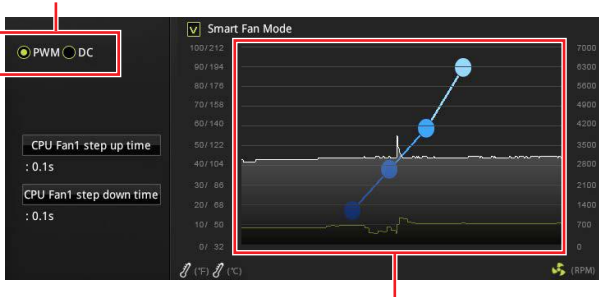 V Smart Fan Mode
PWM DC
100/212 7000
90/194 6300
80/176 5600
70/158 4900
60/140 4200
50/122 3500
40/104 2800
30/ 86 2100
20/ 68 1400
10/ 50 700
0/ 32 0
CPU Fan1 step up time
: 0.1s
CPU Fan1 step down time
: 0.1s
(°F) (°C) (RPM)